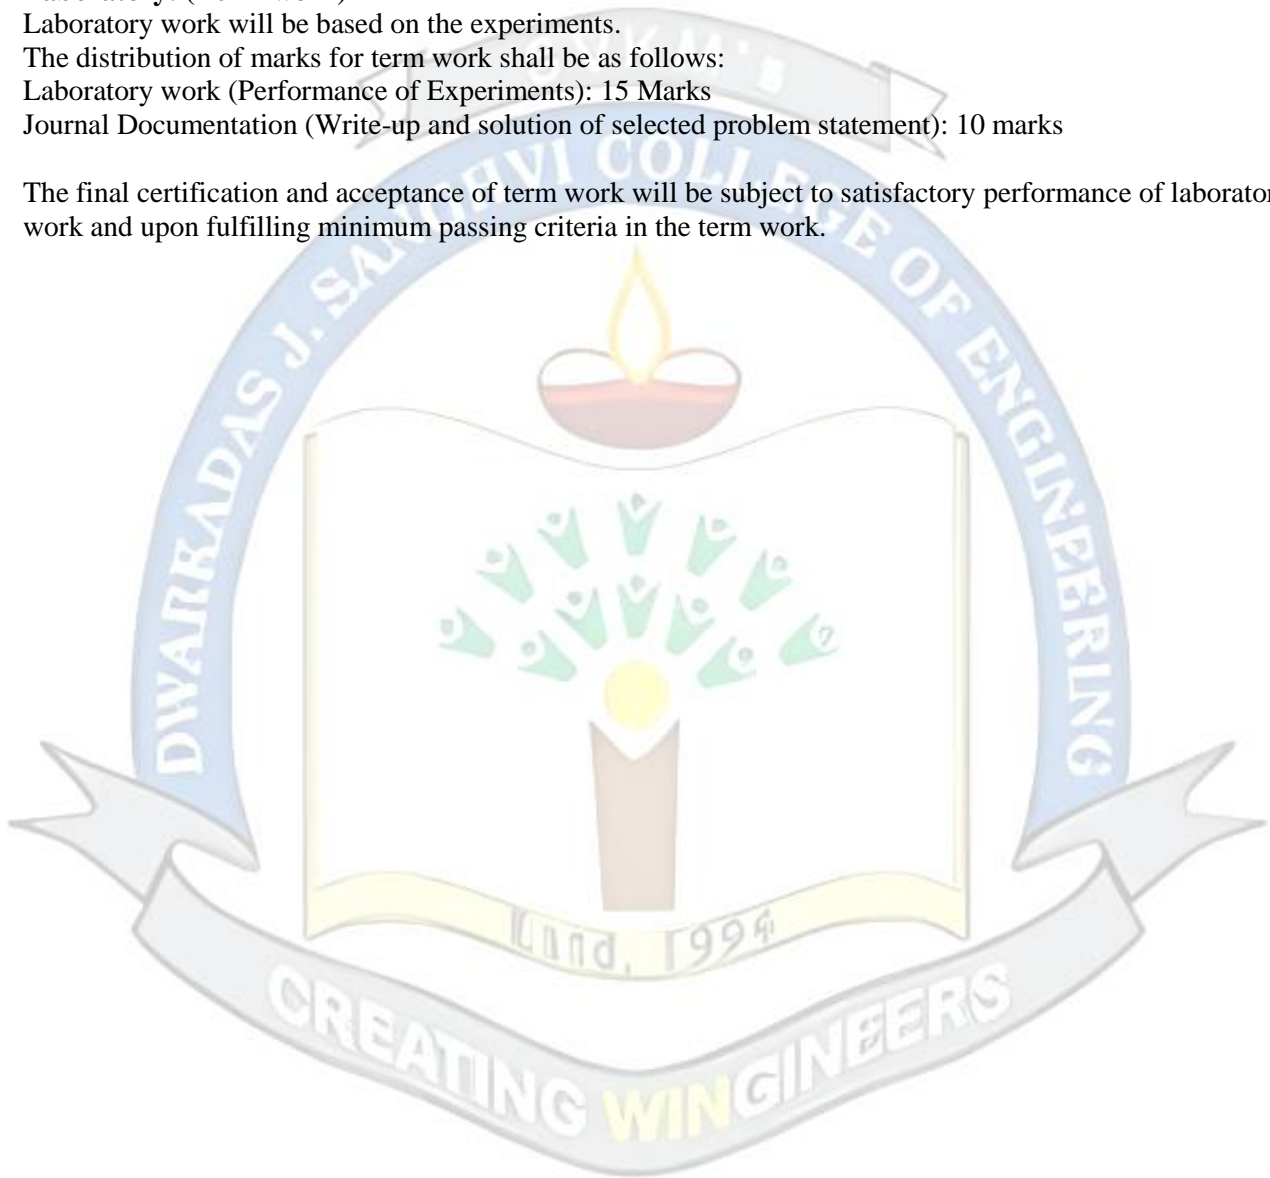 Laboratory work will be based on the experiments.
The distribution of marks for term work shall be as follows:
Laboratory work (Performance of Experiments): 15 Marks
Journal Documentation (Write-up and solution of selected problem statement): 10 marks
The final certification and acceptance of term work will be subject to satisfactory performance of laborator
work and upon fulfilling minimum passing criteria in the term work.
DWARKADAS J. SANGHVI COLLEGE OF ENGINEERING
1994
CREATING WINGINEERS